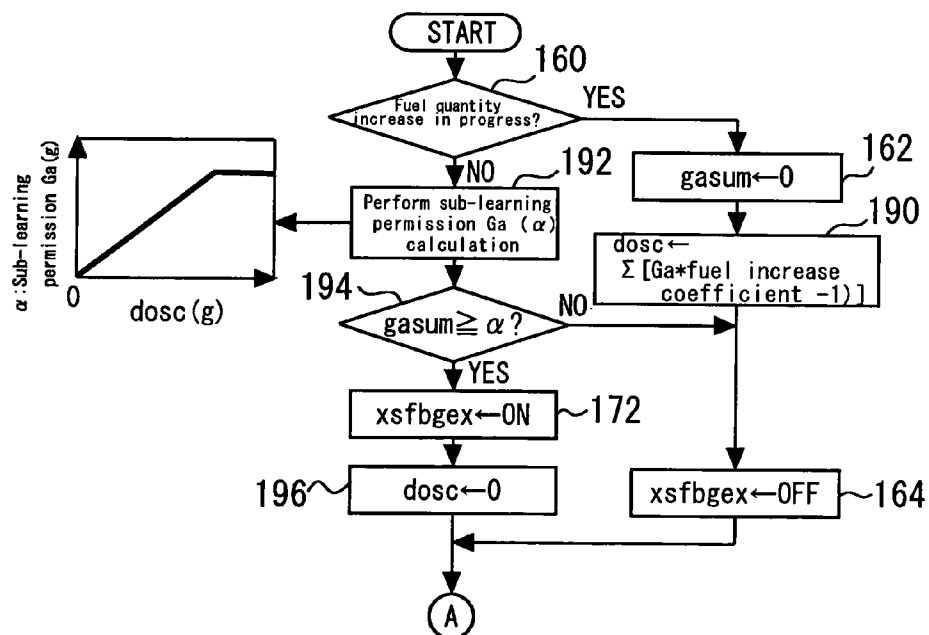 START
160
Fuel quantity
increase in progress?
YES
NO
162
gasum←0
192
Perform sub-learning
permission Ga (α)
calculation
190
dosc←
Σ[Ga*fuel increase
coefficient -1)]
α:Sub-learning
permission Ga(g)
0
dosc(g)
194
gasum≧α?
NO
YES
xsfbgex←ON
172
196
dosc←0
xsfbgex←OFF
164
A